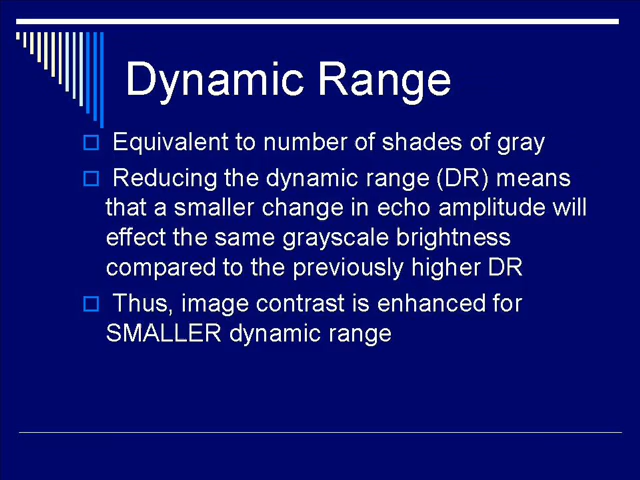 Dynamic Range
Equivalent to number of shades of gray
Reducing the dynamic range (DR) means
that a smaller change in echo amplitude will
effect the same grayscale brightness
compared to the previously higher DR
Thus, image contrast is enhanced for
SMALLER dynamic range